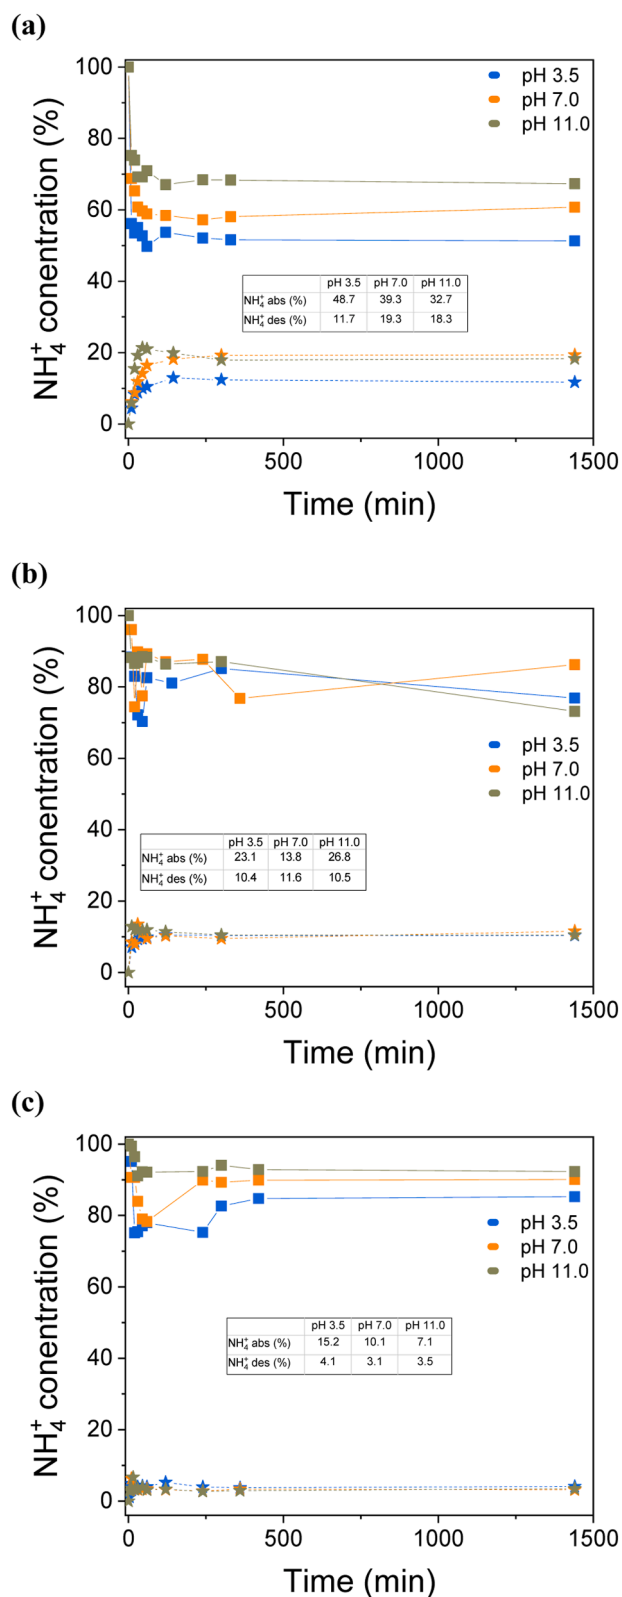 (a)
100
80
60
40
20
0
NH₄⁺ conentration (%)
pH 3.5
pH 7.0
pH 11.0
pH 3.5 pH 7.0 pH 11.0
NH₄⁺ abs (%) 48.7 39.3 32.7
NH₄⁺ des (%) 11.7 19.3 18.3
0 500 1000 1500
Time (min)
(b)
100
80
60
40
20
0
NH₄⁺ conentration (%)
pH 3.5
pH 7.0
pH 11.0
pH 3.5 pH 7.0 pH 11.0
NH₄⁺ abs (%) 23.1 13.8 26.8
NH₄⁺ des (%) 10.4 11.6 10.5
0 500 1000 1500
Time (min)
(c)
100
80
60
40
20
0
NH₄⁺ conentration (%)
pH 3.5
pH 7.0
pH 11.0
pH 3.5 pH 7.0 pH 11.0
NH₄⁺ abs (%) 15.2 10.1 7.1
NH₄⁺ des (%) 4.1 3.1 3.5
0 500 1000 1500
Time (min)